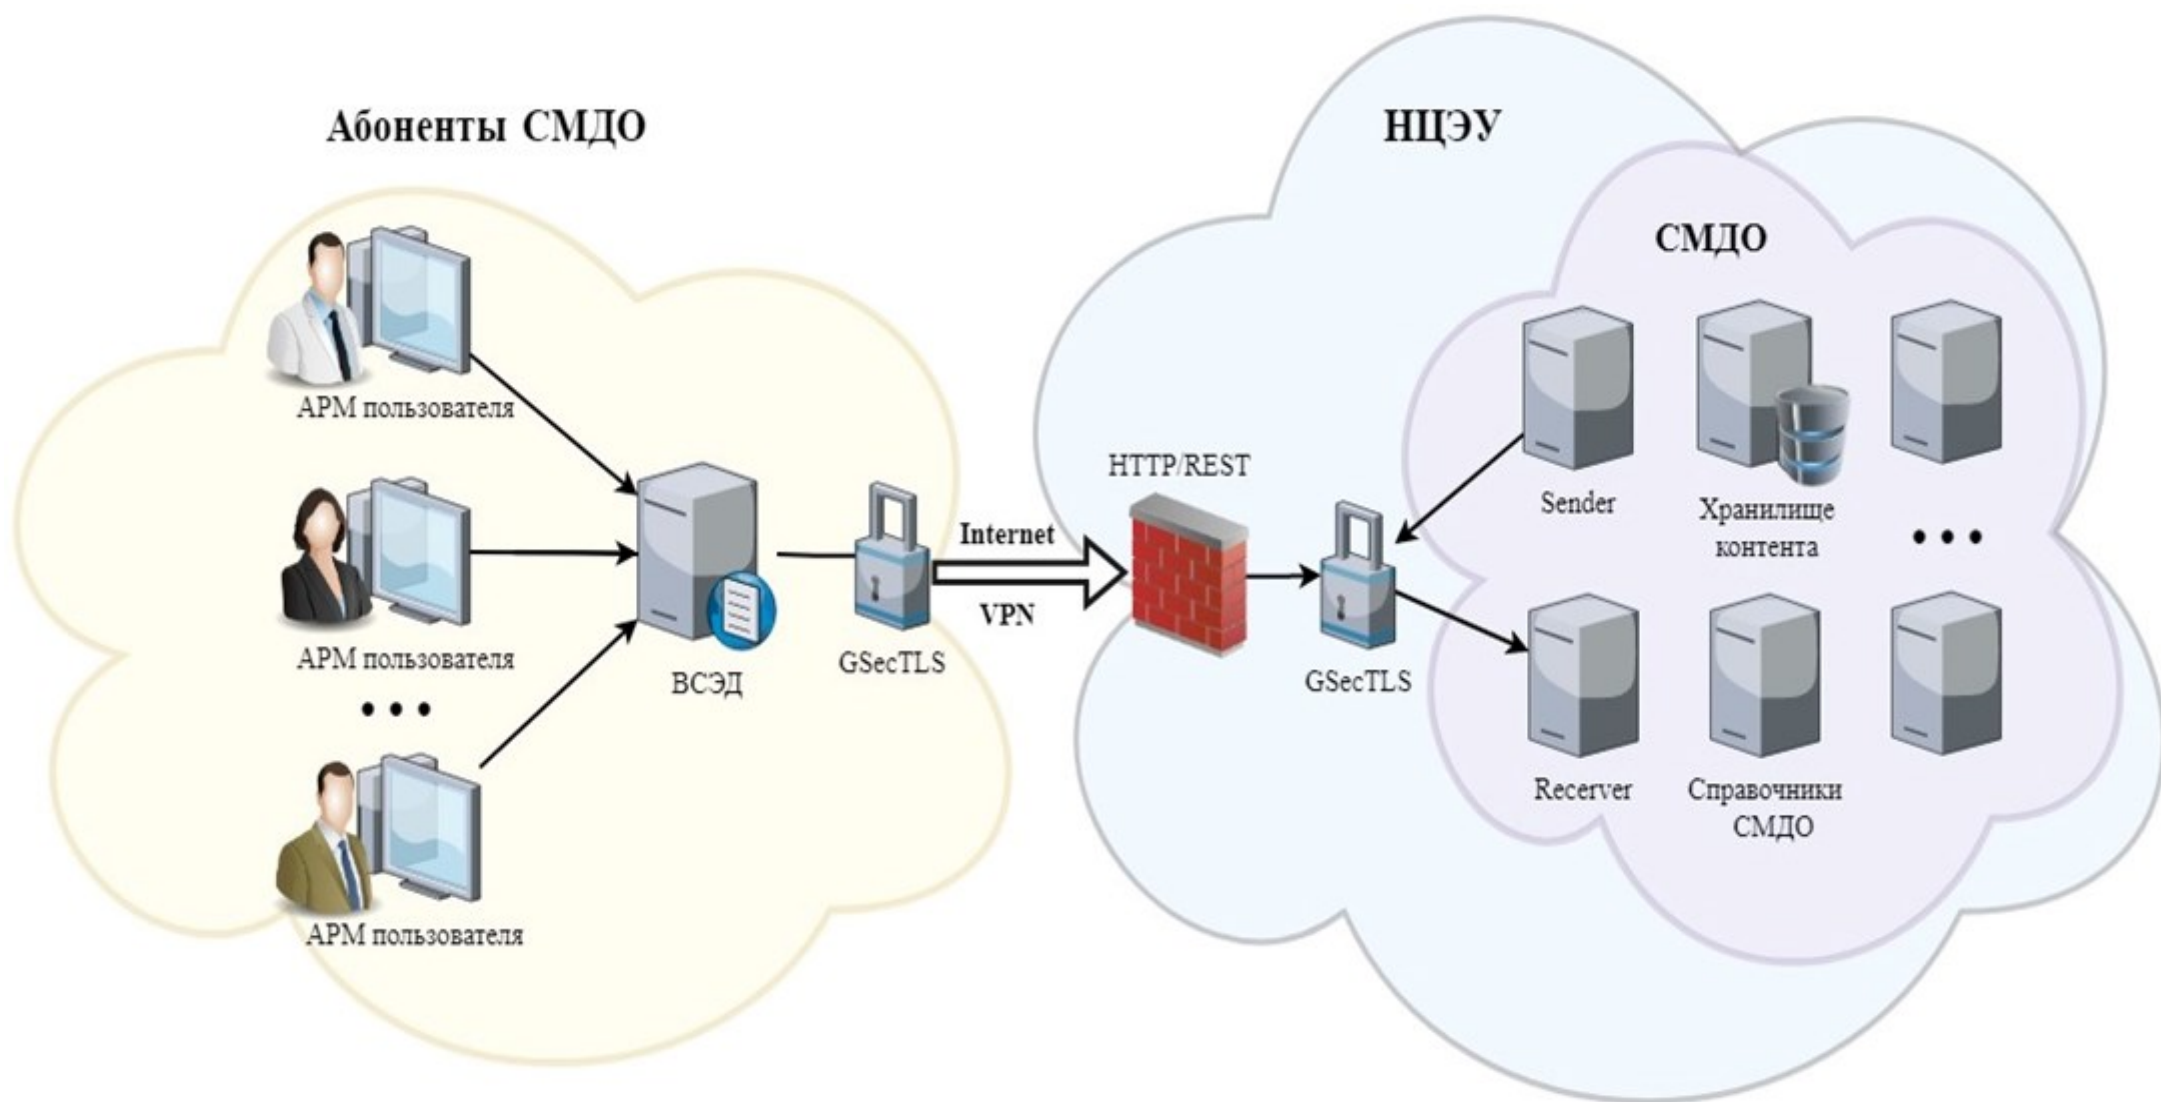 Абоненты СМДО
АРМ пользователя
АРМ пользователя
• • •
АРМ пользователя
ВСЭД
GSecTLS
Internet
VPN
НЦЭУ
HTTP/REST
GSecTLS
СМДО
Sender
Хранилище
контента
• • •
Recerver
Справочники
СМДО